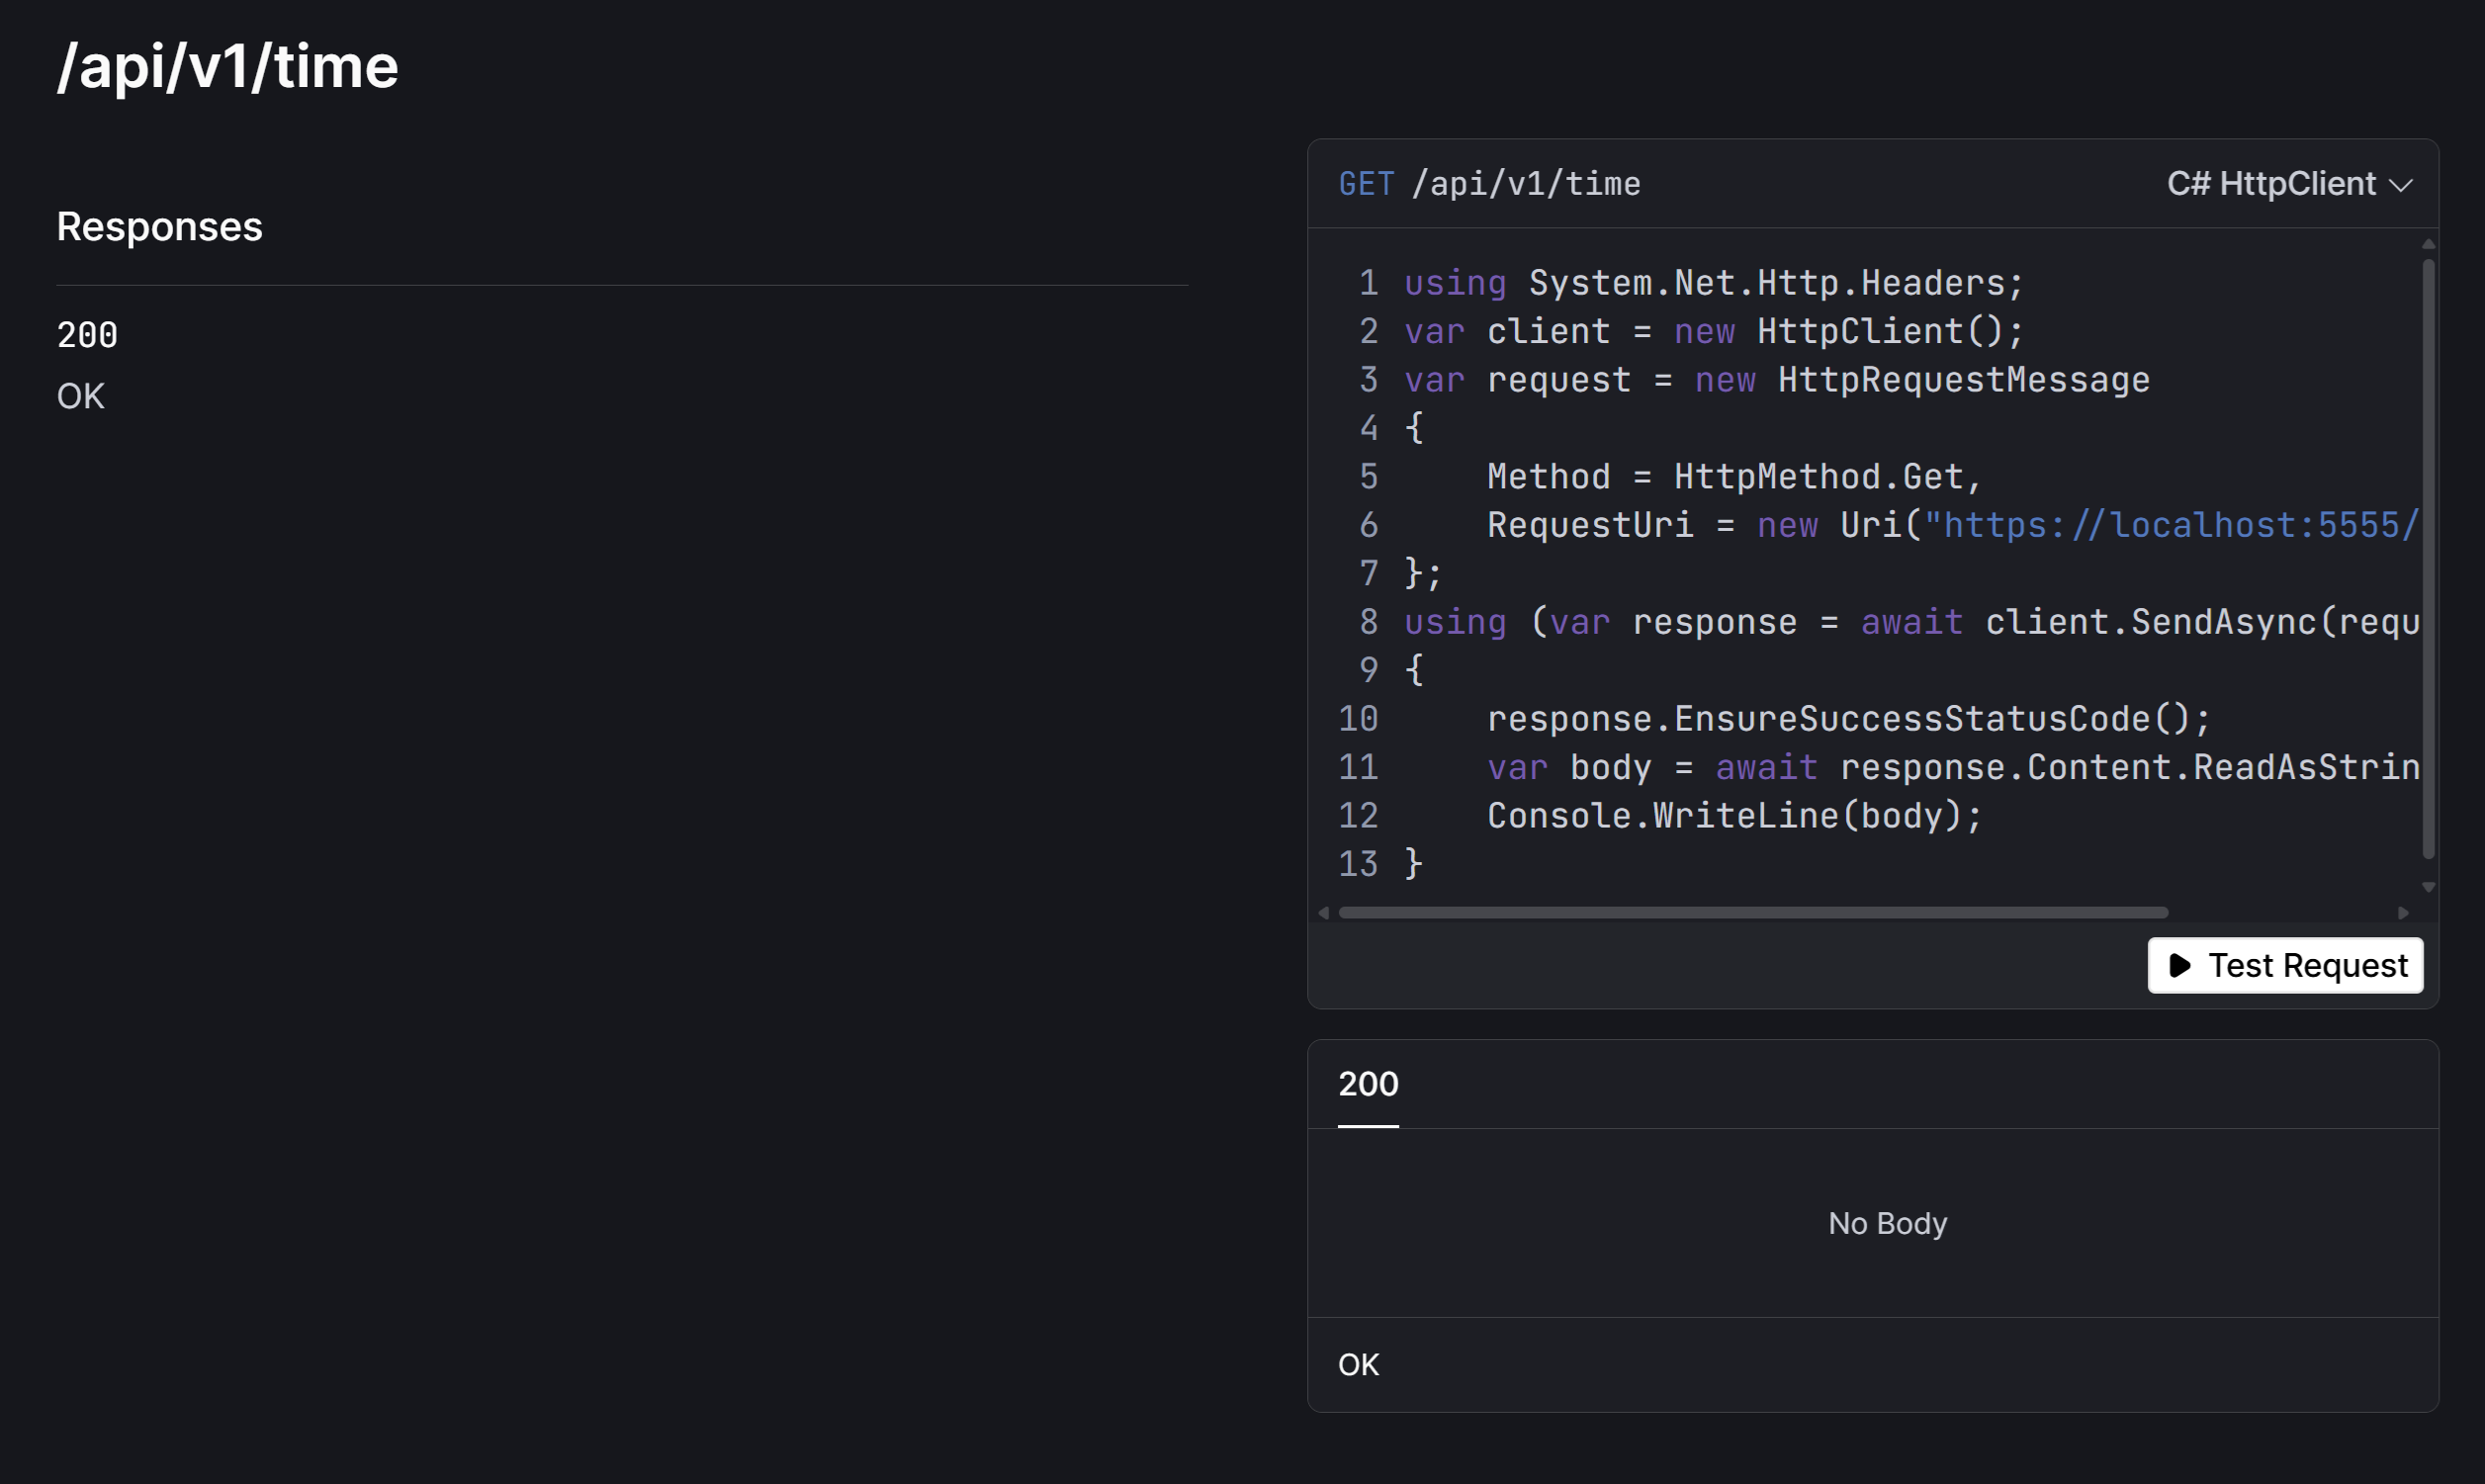 /api/v1/time
Responses
200
OK
GET /api/v1/time
C# HttpClient
1 using System.Net.Http.Headers;
2 var client = new HttpClient();
3 var request = new HttpRequestMessage
4 {
5     Method = HttpMethod.Get,
6     RequestUri = new Uri("https://localhost:5555/
7 };
8 using (var response = await client.SendAsync(requ
9 {
10     response.EnsureSuccessStatusCode();
11     var body = await response.Content.ReadAsStrin
12     Console.WriteLine(body);
13 }
Test Request
200
No Body
OK